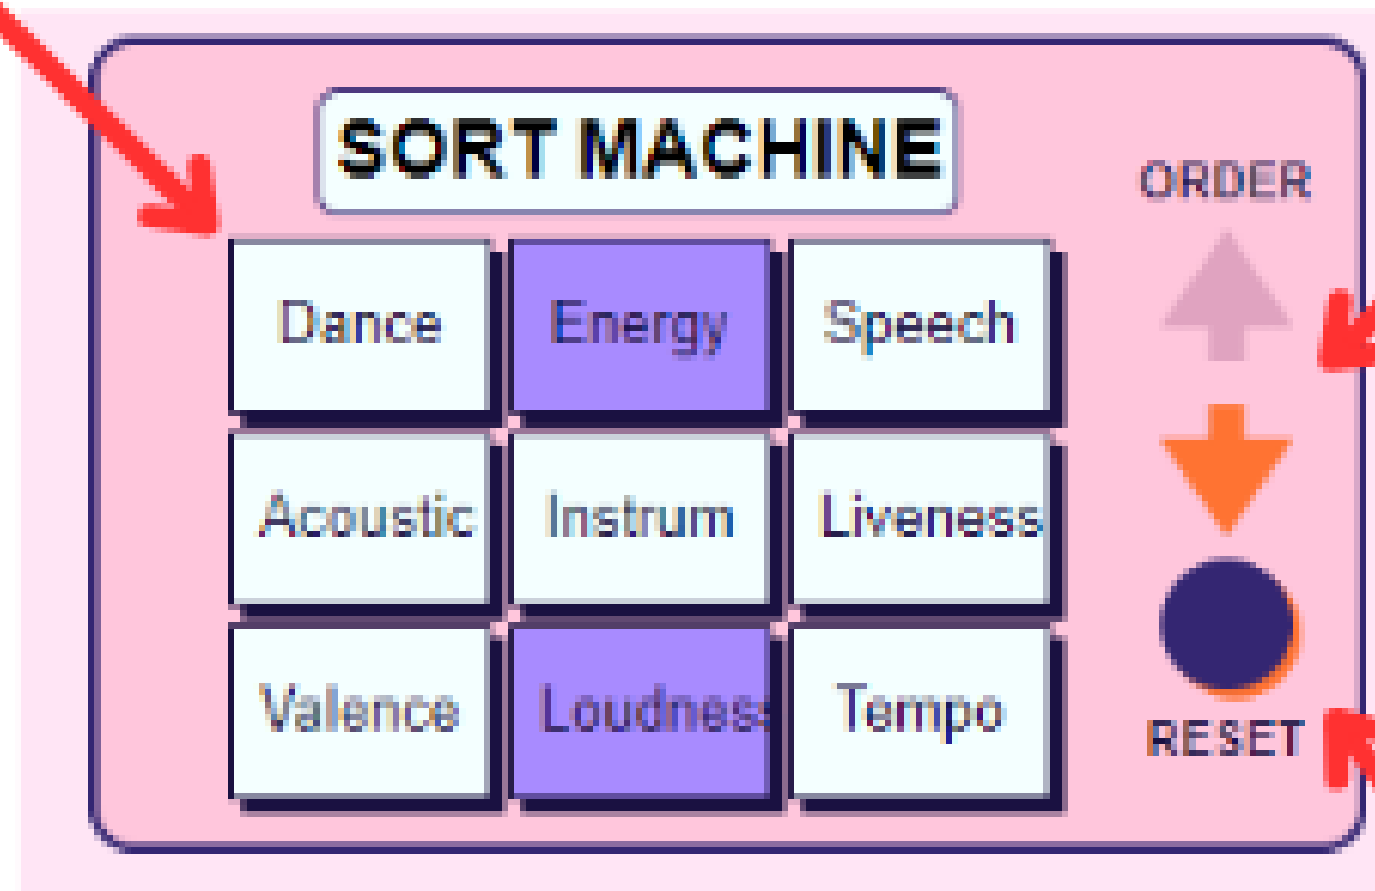 SORT MACHINE
ORDER
Dance Energy Speech
Acoustic Instrum Liveness
Valence Loudness Tempo
RESET